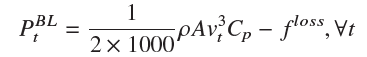 P_t^{BL} = \frac{1}{2 \times 1000} \rho A v_t^3 C_p - f^{loss}, \forall t